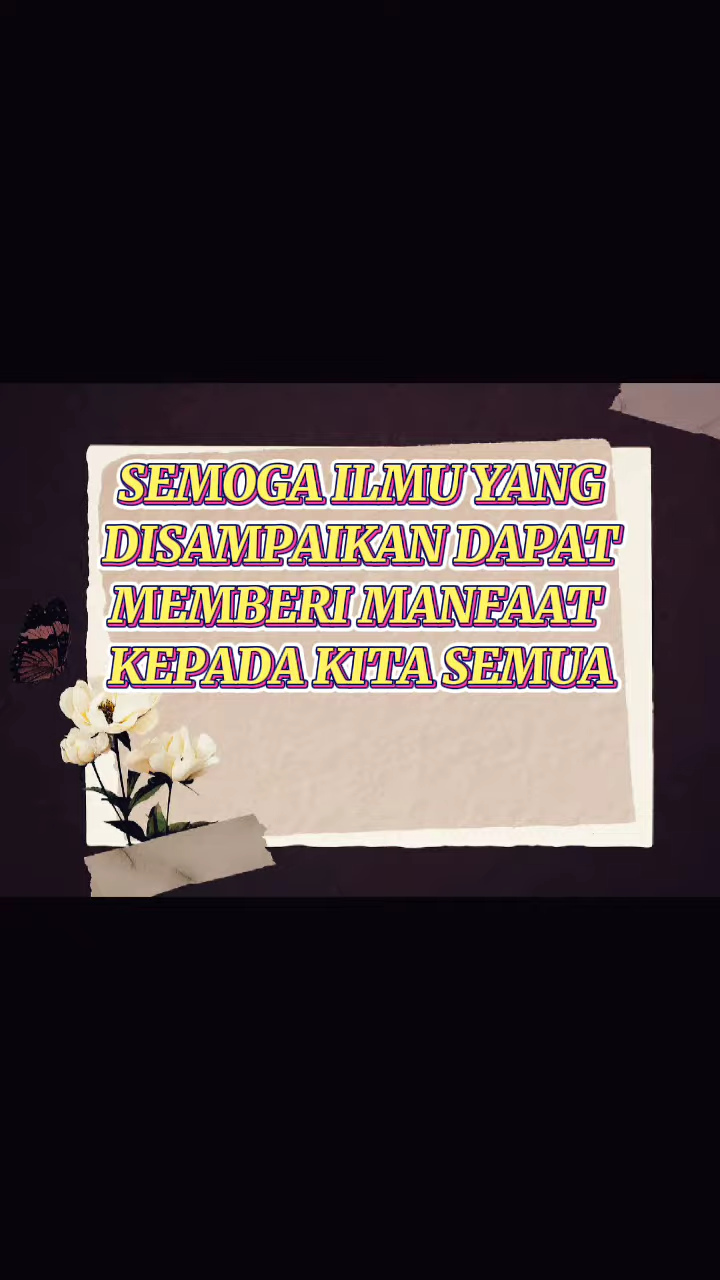 SEMOGA ILMU YANG
DISAMPAIKAN DAPAT
MEMBERI MANFAAT
KEPADA KITA SEMUA